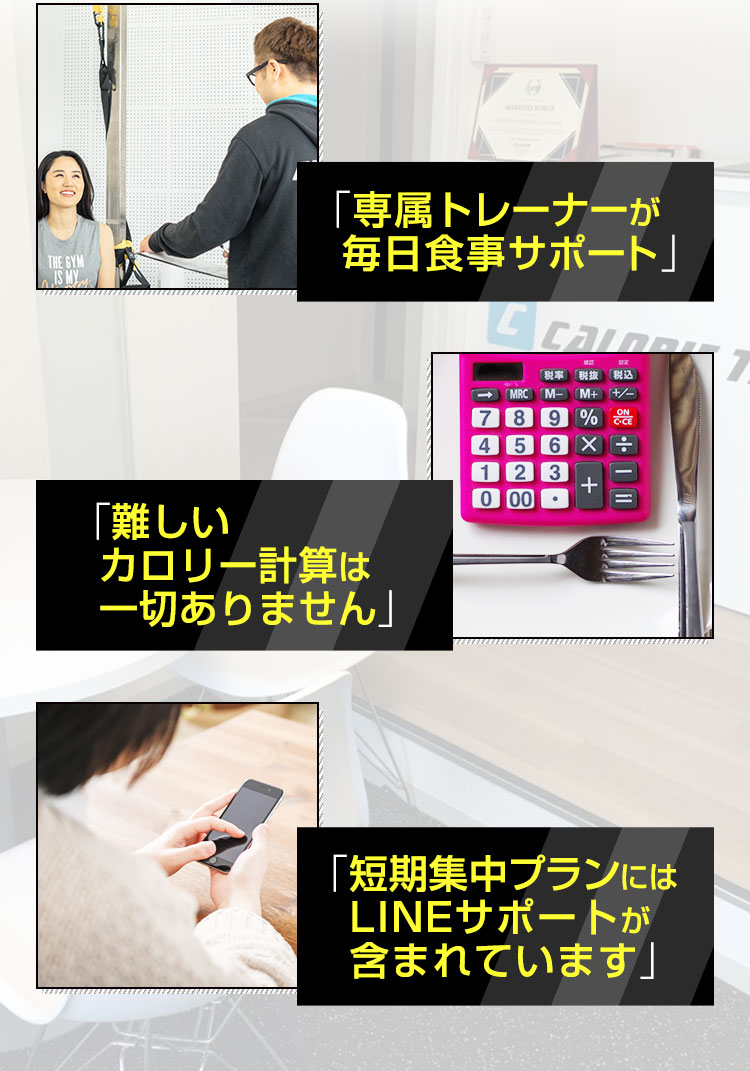 THE GYM
IS MY
「専属トレーナーが
毎日食事サポート」
CALORIE T
確認 設定
税率 税抜 税込
→ MRC M− M+ +/−
7 8 9 % ON
C・CE
4 5 6 × ÷
1 2 3 + −
0 00 ・ =
「難しい
カロリー計算は
一切ありません」
「短期集中プランには
LINEサポートが
含まれています」